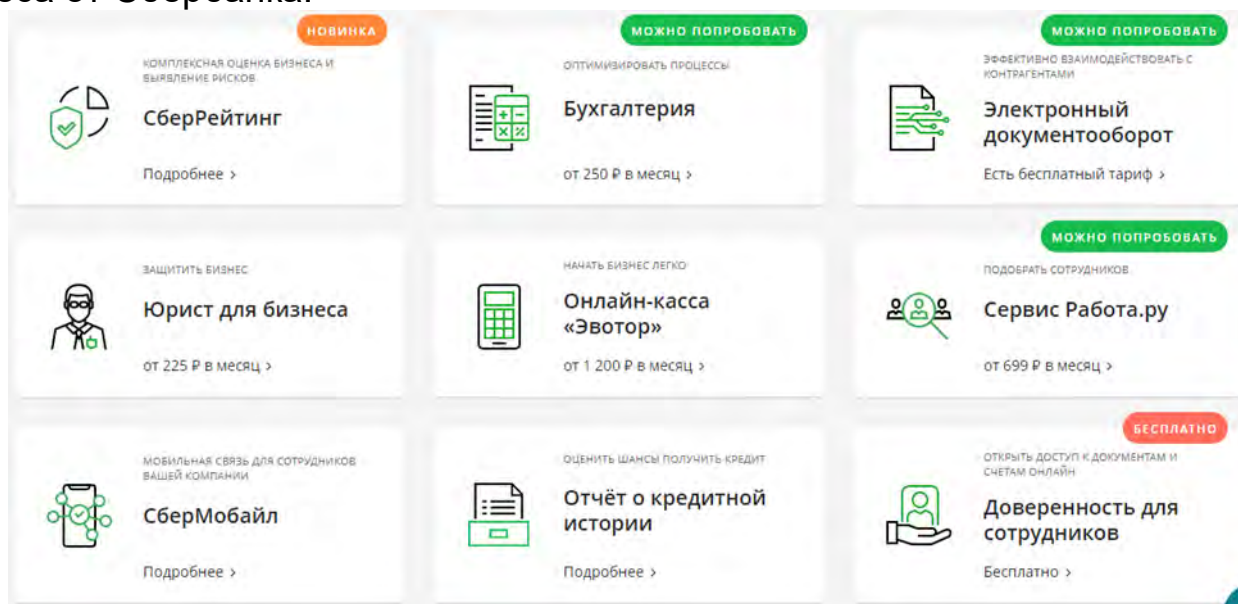 НОВИНКА
КОМПЛЕКСНАЯ ОЦЕНКА БИЗНЕСА И
ВЫЯВЛЕНИЕ РИСКОВ
СберРейтинг
Подробнее >
МОЖНО ПОПРОБОВАТЬ
ОПТИМИЗИРОВАТЬ ПРОЦЕССЫ
Бухгалтерия
от 250 ₽ в месяц >
МОЖНО ПОПРОБОВАТЬ
ЭФФЕКТИВНО ВЗАИМОДЕЙСТВОВАТЬ С
КОНТРАГЕНТАМИ
Электронный
документооборот
Есть бесплатный тариф >
ЗАЩИТИТЬ БИЗНЕС
Юрист для бизнеса
от 225 ₽ в месяц >
НАЧАТЬ БИЗНЕС ЛЕГКО
Онлайн-касса
«Эвотор»
от 1 200 ₽ в месяц >
МОЖНО ПОПРОБОВАТЬ
ПОДОБРАТЬ СОТРУДНИКОВ
Сервис Работа.ру
от 699 ₽ в месяц >
МОБИЛЬНАЯ СВЯЗЬ ДЛЯ СОТРУДНИКОВ
ВАШЕЙ КОМПАНИИ
СберМобайл
Подробнее >
ОЦЕНИТЬ ШАНСЫ ПОЛУЧИТЬ КРЕДИТ
Отчёт о кредитной
истории
Подробнее >
БЕСПЛАТНО
ОТКРЫТЬ ДОСТУП К ДОКУМЕНТАМ И
СЧЕТАМ ОНЛАЙН
Доверенность для
сотрудников
Бесплатно >